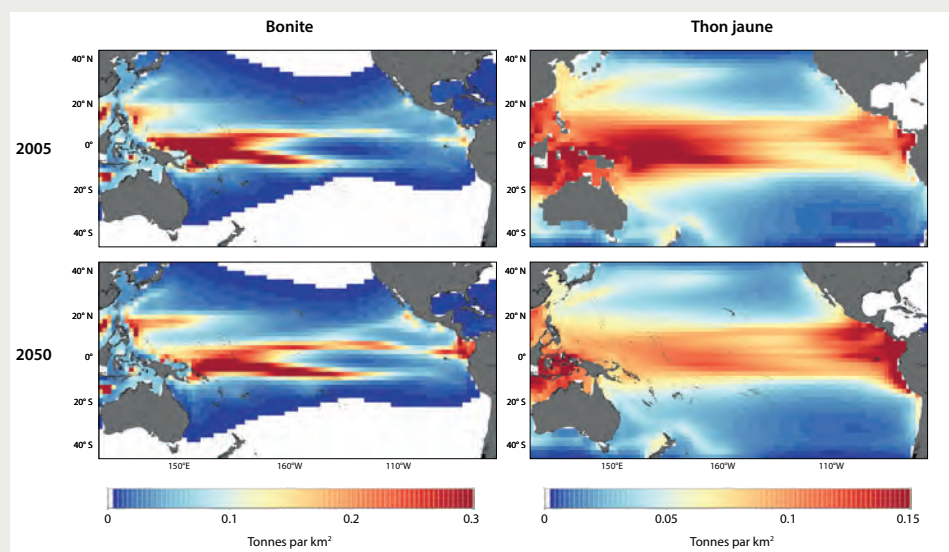 Bonite
Thon jaune
2005
40° N
20° N
0°
20° S
40° S
40° N
20° N
0°
20° S
40° S
2050
40° N
20° N
0°
20° S
40° S
150°E
160°W
110°W
40° N
20° N
0°
20° S
40° S
150°E
160°W
110°W
0
0.1
0.2
0.3
Tonnes par km²
0
0.05
0.1
0.15
Tonnes par km²